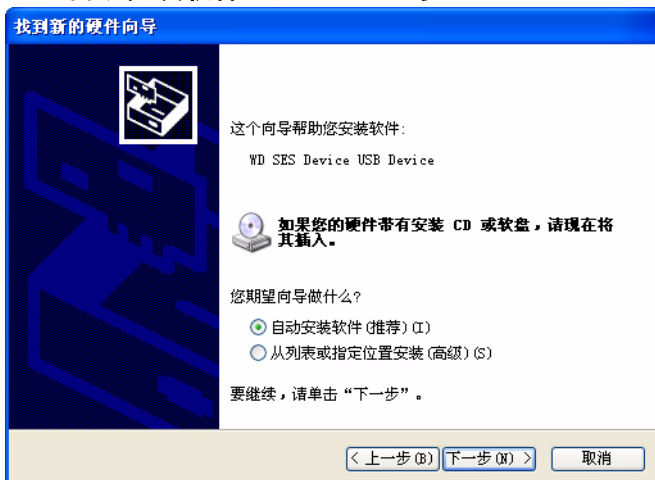 找到新的硬件向导
这个向导帮助您安装软件:
WD SES Device USB Device
如果您的硬件带有安装 CD 或软盘，请现在将
其插入。
您期望向导做什么?
自动安装软件(推荐)(I)
从列表或指定位置安装(高级)(S)
要继续，请单击“下一步”。
< 上一步(B) 下一步(N) > 取消